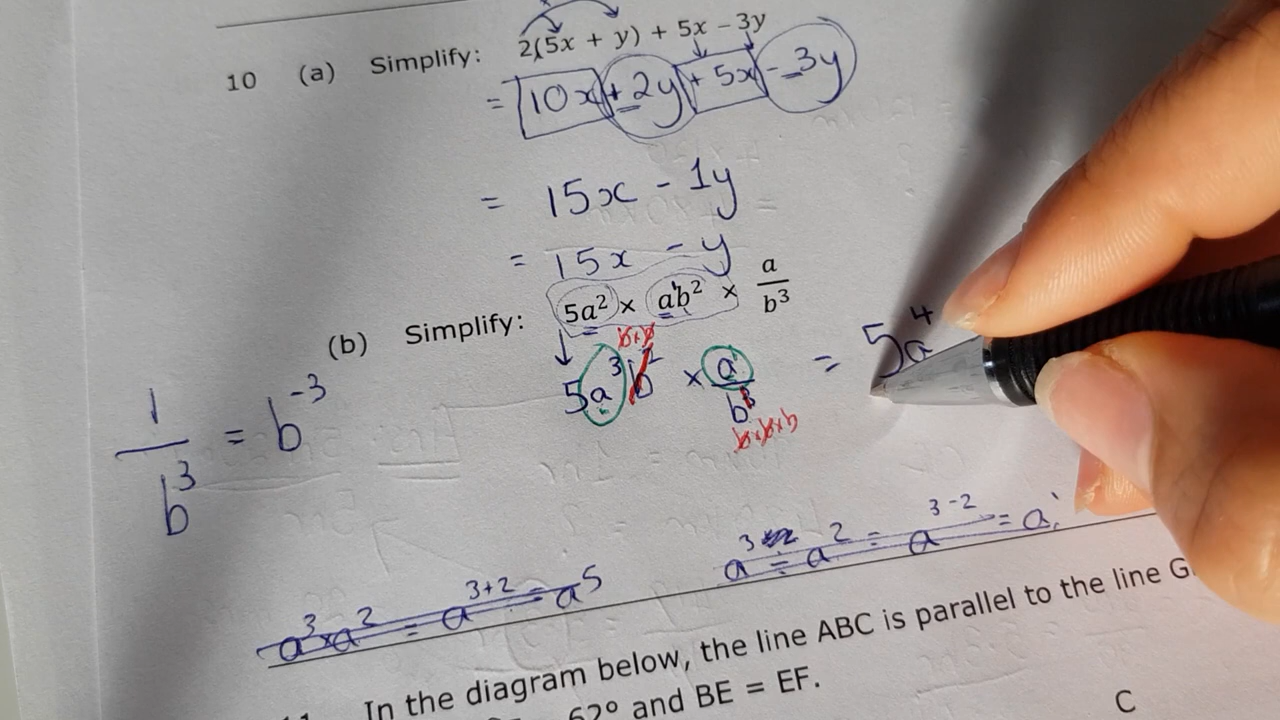 10 (a) Simplify: 2(5x + y) + 5x – 3y
= 10x + 2y + 5x - 3y
= 15x - 1y
= 15x - y
(b) Simplify: 5a² × a¹b² × a/b³
b×b
5a³b² × a¹/b³ = 5a⁴
b×b×b
1/b³ = b⁻³
a³ ÷ a² = a³⁻² = a¹
a³×a² = a³⁺² = a⁵
In the diagram below, the line ABC is parallel to the line G
62° and BE = EF.
C